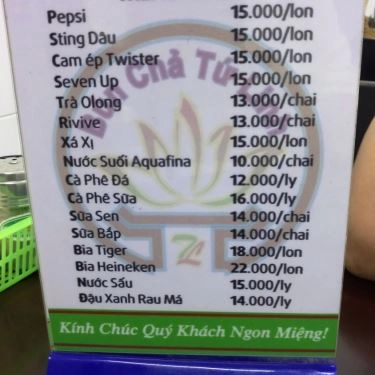 Pepsi 15.000/lon
Sting Dâu 15.000/lon
Cam ép Twister 15.000/lon
Seven Up 15.000/lon
Trà Olong 13.000/chai
Rivive 13.000/chai
Xá Xị 15.000/lon
Nước Suối Aquafina 10.000/chai
Cà Phê Đá 12.000/ly
Cà Phê Sữa 16.000/ly
Sữa Sen 14.000/chai
Sữa Bắp 14.000/chai
Bia Tiger 18.000/lon
Bia Heineken 22.000/lon
Nước Sấu 15.000/ly
Đậu Xanh Rau Má 14.000/ly
Kính Chúc Quý Khách Ngon Miệng!